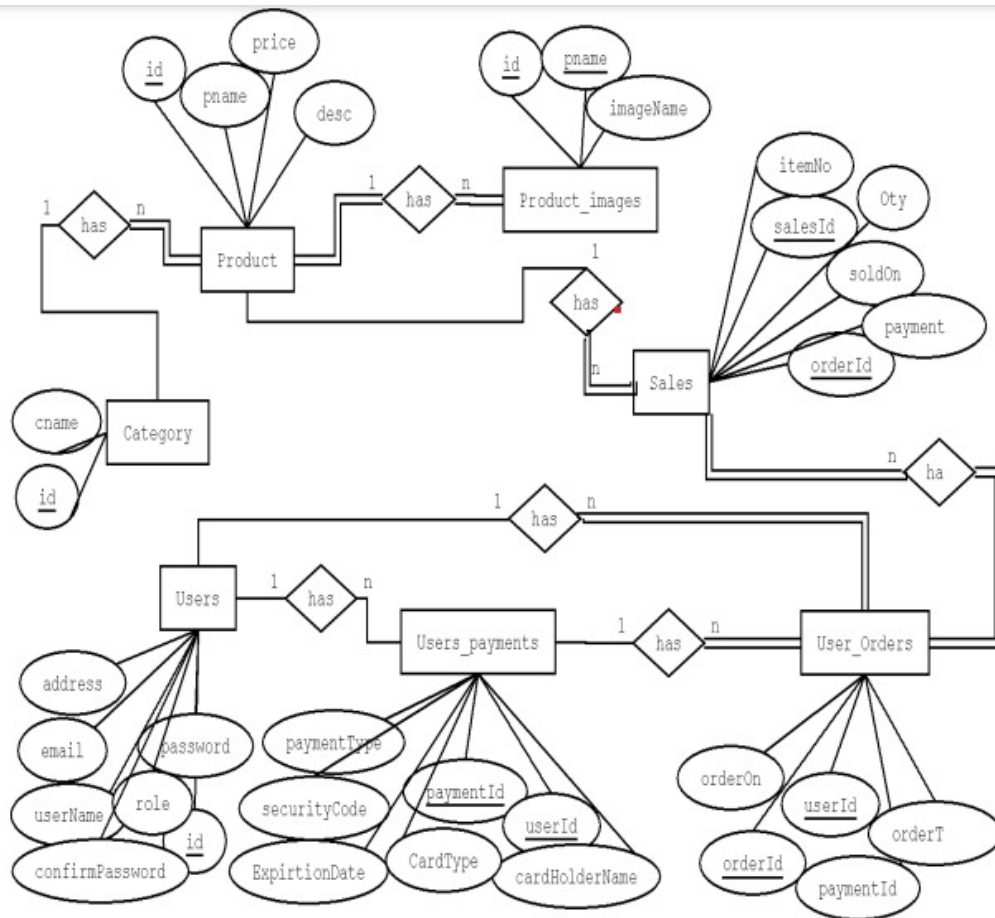 price
id
pname
desc
id
pname
imageName
1
has
n
Product
1
has
n
Product_images
itemNo
salesId
Oty
soldOn
payment
orderId
1
has
n
Sales
cname
id
Category
n
ha
1
has
n
Users
1
has
n
Users_payments
1
has
n
User_Orders
address
email
userName
confirmPassword
role
password
id
paymentType
securityCode
ExpirtionDate
paymentId
CardType
userId
cardHolderName
orderOn
orderId
userId
paymentId
orderT